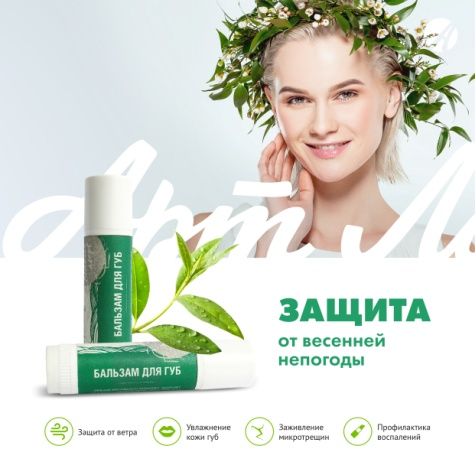 Арт Л
БАЛЬЗАМ ДЛЯ ГУБ
БАЛЬЗАМ ДЛЯ ГУБ
ЗАЩИТА
от весенней
непогоды
Защита от ветра
Увлажнение
кожи губ
Заживление
микротрещин
Профилактика
воспалений